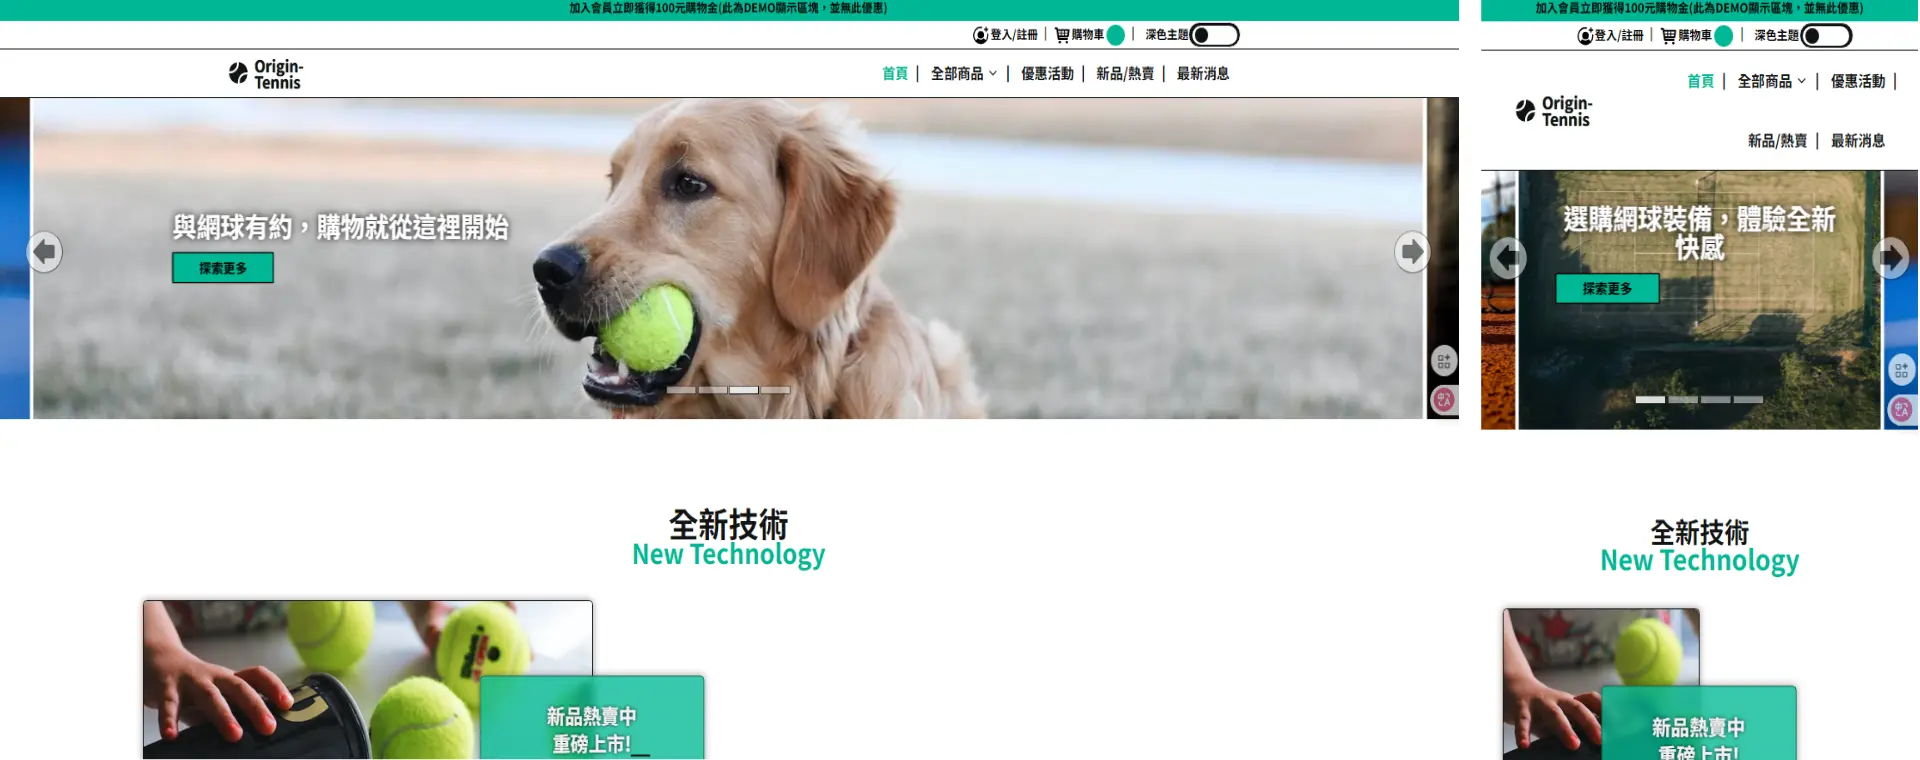 加入會員立即獲得100元購物金(此為DEMO顯示區塊，並無此優惠)
登入/註冊 | 購物車 | 深色主題
Origin-
Tennis
首頁 | 全部商品 | 優惠活動 | 新品/熱賣 | 最新消息
與網球有約，購物就從這裡開始
探索更多
全新技術
New Technology
新品熱賣中
重磅上市!_
加入會員立即獲得100元購物金(此為DEMO顯示區塊，並無此優惠)
登入/註冊 | 購物車 | 深色主題
Origin-
Tennis
首頁 | 全部商品 | 優惠活動 |
新品/熱賣 | 最新消息
選購網球裝備，體驗全新
快感
探索更多
全新技術
New Technology
新品熱賣中
重磅上市!